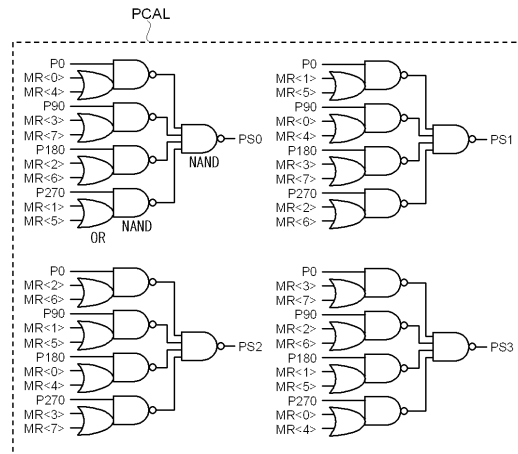 PCAL
P0
MR<0>
MR<4>
P90
MR<3>
MR<7>
P180
MR<2>
MR<6>
P270
MR<1>
MR<5>
OR
NAND
NAND
PS0
P0
MR<1>
MR<5>
P90
MR<0>
MR<4>
P180
MR<3>
MR<7>
P270
MR<2>
MR<6>
PS1
P0
MR<2>
MR<6>
P90
MR<1>
MR<5>
P180
MR<0>
MR<4>
P270
MR<3>
MR<7>
PS2
P0
MR<3>
MR<7>
P90
MR<2>
MR<6>
P180
MR<1>
MR<5>
P270
MR<0>
MR<4>
PS3